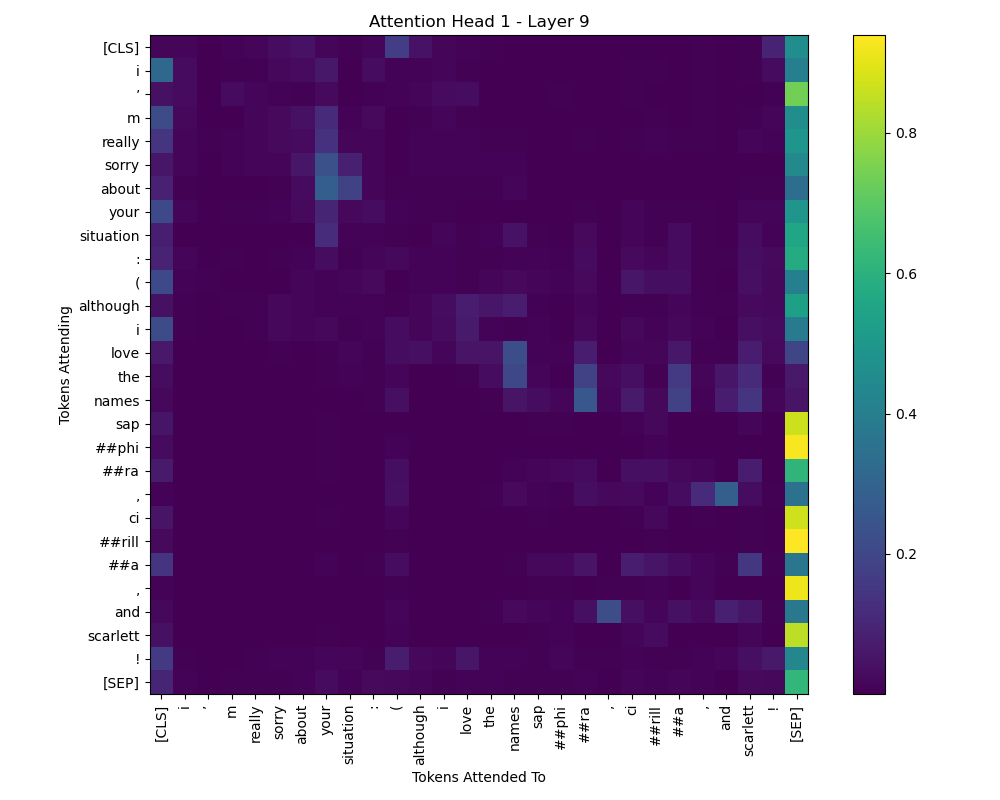 Attention Head 1 - Layer 9
Tokens Attending
[CLS]
i
'
m
really
sorry
about
your
situation
:
(
although
i
love
the
names
sap
##phi
##ra
,
ci
##rill
##a
,
and
scarlett
!
[SEP]
[CLS]
i
'
m
really
sorry
about
your
situation
:
(
although
i
love
the
names
sap
##phi
##ra
,
ci
##rill
##a
,
and
scarlett
!
[SEP]
Tokens Attended To
0.8
0.6
0.4
0.2